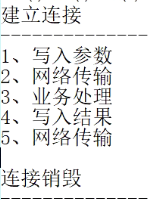 建立连接
--------------
1、写入参数
2、网络传输
3、业务处理
4、写入结果
5、网络传输
连接销毁
--------------